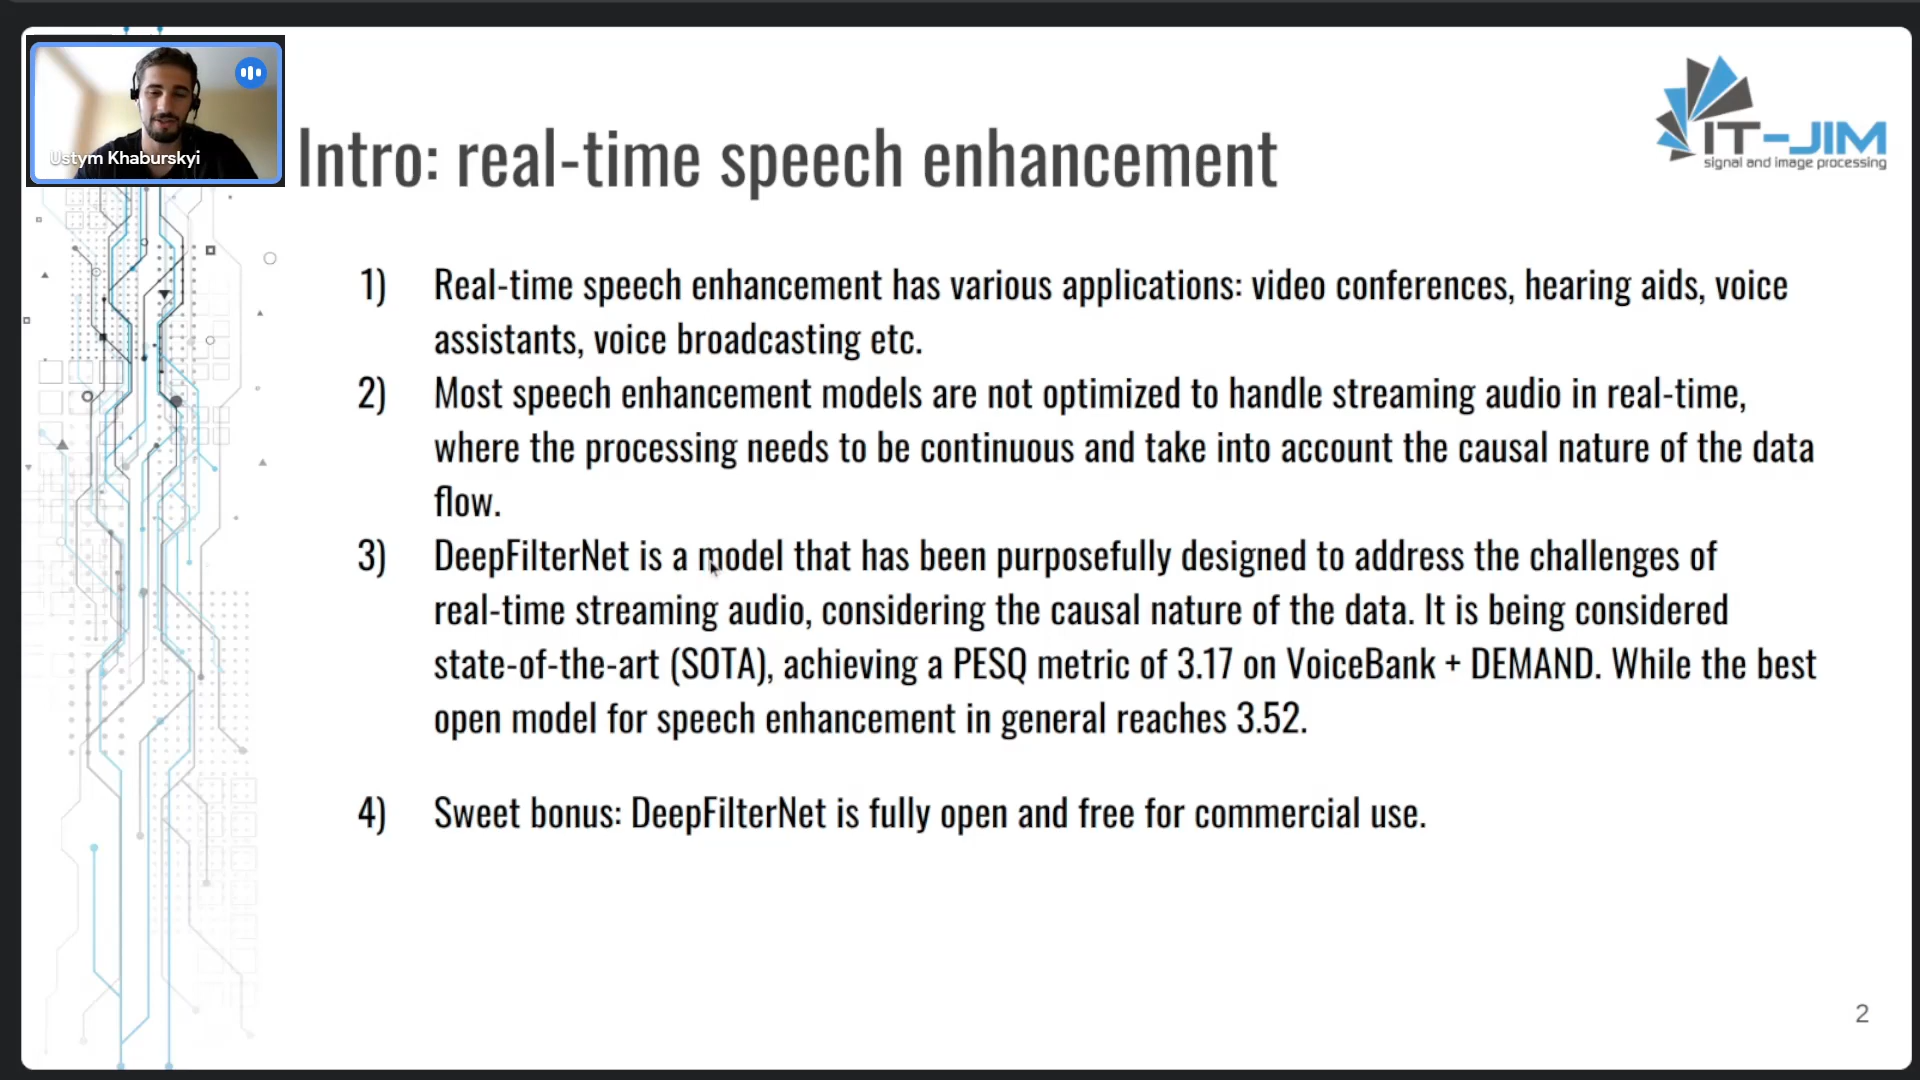 Ustym Khaburskyi
Intro: real-time speech enhancement
IT-JIM
signal and image processing
1) Real-time speech enhancement has various applications: video conferences, hearing aids, voice
assistants, voice broadcasting etc.
2) Most speech enhancement models are not optimized to handle streaming audio in real-time,
where the processing needs to be continuous and take into account the causal nature of the data
flow.
3) DeepFilterNet is a model that has been purposefully designed to address the challenges of
real-time streaming audio, considering the causal nature of the data. It is being considered
state-of-the-art (SOTA), achieving a PESQ metric of 3.17 on VoiceBank + DEMAND. While the best
open model for speech enhancement in general reaches 3.52.
4) Sweet bonus: DeepFilterNet is fully open and free for commercial use.
2